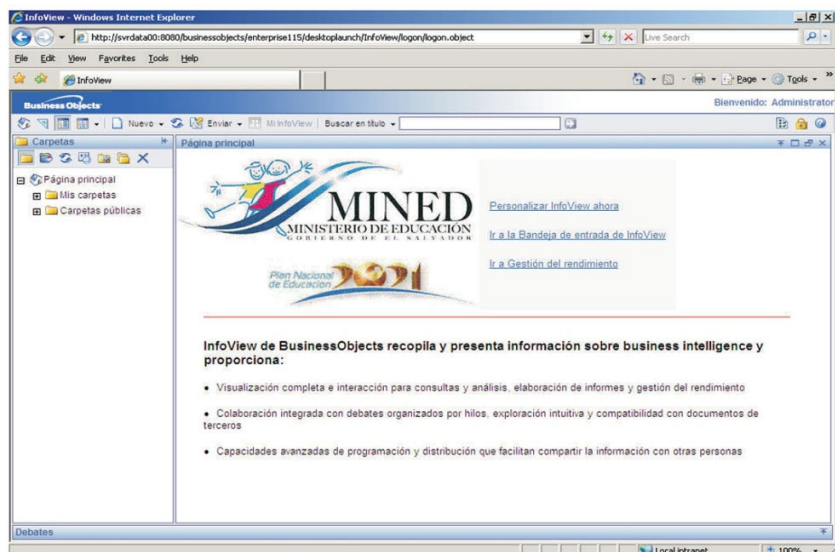 InfoView - Windows Internet Explorer
http://svrdata00:8080/businessobjects/enterprise115/desktoplaunch/InfoView/logon/logon.object
Live Search
File Edit View Favorites Tools Help
InfoView
Page Tools
Business Objects
Bienvenido: Administrator
Nuevo Enviar Mi InfoView Buscar en título
Carpetas
Página principal
Página principal
Mis carpetas
Carpetas públicas
MINED
MINISTERIO DE EDUCACIÓN
GOBIERNO DE EL SALVADOR
Plan Nacional
de Educación
2021
Personalizar InfoView ahora
Ir a la Bandeja de entrada de InfoView
Ir a Gestión del rendimiento
InfoView de BusinessObjects recopila y presenta información sobre business intelligence y
proporciona:
• Visualización completa e interacción para consultas y análisis, elaboración de informes y gestión del rendimiento
• Colaboración integrada con debates organizados por hilos, exploración intuitiva y compatibilidad con documentos de
terceros
• Capacidades avanzadas de programación y distribución que facilitan compartir la información con otras personas
Debates
Local intranet
100%